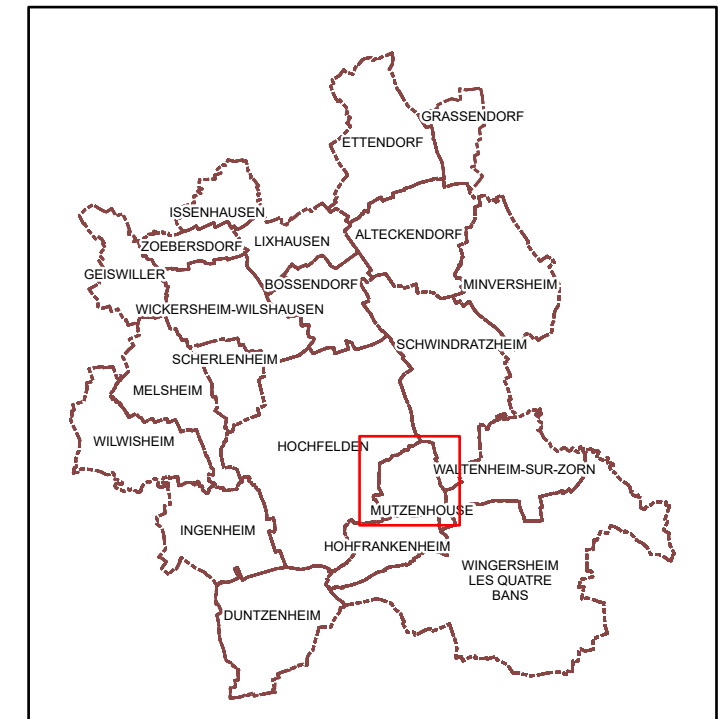 GRASSENDORF
ETTENDORF
ISSENHAUSEN
ALTECKENDORF
ZOEBERSDORF
LIXHAUSEN
GEISWILLER
BOSSENDORF
MINVERSHEIM
WICKERSHEIM-WILSHAUSEN
SCHWINDRATZHEIM
SCHERLENHEIM
MELSHEIM
WILWISHEIM
HOCHFELDEN
WALTENHEIM-SUR-ZORN
MUTZENHOUSE
INGENHEIM
HOHFRANKENHEIM
WINGERSHEIM
LES QUATRE
BANS
DUNTZENHEIM